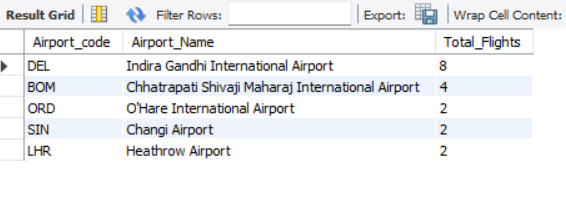 Result Grid Filter Rows: Export: Wrap Cell Content:
Airport_code Airport_Name Total_Flights
DEL Indira Gandhi International Airport 8
BOM Chhatrapati Shivaji Maharaj International Airport 4
ORD O'Hare International Airport 2
SIN Changi Airport 2
LHR Heathrow Airport 2